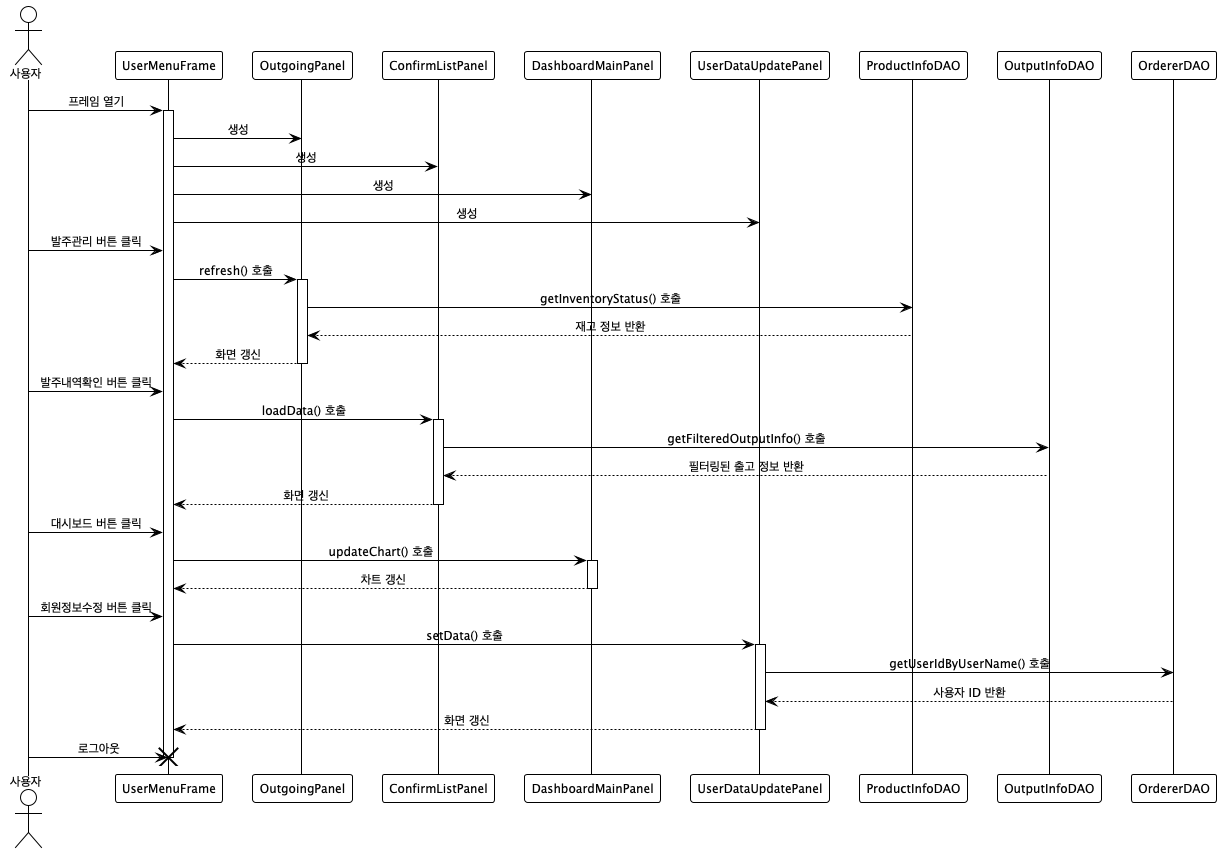 사용자
UserMenuFrame
OutgoingPanel
ConfirmListPanel
DashboardMainPanel
UserDataUpdatePanel
ProductInfoDAO
OutputInfoDAO
OrdererDAO
프레임 열기
생성
생성
생성
생성
발주관리 버튼 클릭
refresh() 호출
getInventoryStatus() 호출
재고 정보 반환
화면 갱신
발주내역확인 버튼 클릭
loadData() 호출
getFilteredOutputInfo() 호출
필터링된 출고 정보 반환
화면 갱신
대시보드 버튼 클릭
updateChart() 호출
차트 갱신
회원정보수정 버튼 클릭
setData() 호출
getUserIdByUserName() 호출
사용자 ID 반환
화면 갱신
로그아웃
사용자
UserMenuFrame
OutgoingPanel
ConfirmListPanel
DashboardMainPanel
UserDataUpdatePanel
ProductInfoDAO
OutputInfoDAO
OrdererDAO